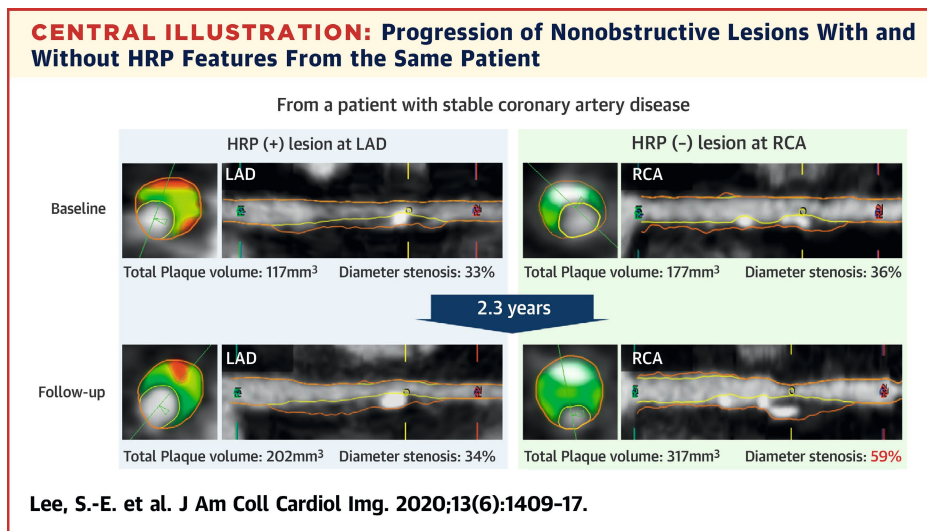 CENTRAL ILLUSTRATION: Progression of Nonobstructive Lesions With and
Without HRP Features From the Same Patient
From a patient with stable coronary artery disease
HRP (+) lesion at LAD
HRP (–) lesion at RCA
Baseline
LAD
RCA
Total Plaque volume: 117mm³ Diameter stenosis: 33%
Total Plaque volume: 177mm³ Diameter stenosis: 36%
2.3 years
Follow-up
LAD
RCA
Total Plaque volume: 202mm³ Diameter stenosis: 34%
Total Plaque volume: 317mm³ Diameter stenosis: 59%
Lee, S.-E. et al. J Am Coll Cardiol Img. 2020;13(6):1409–17.